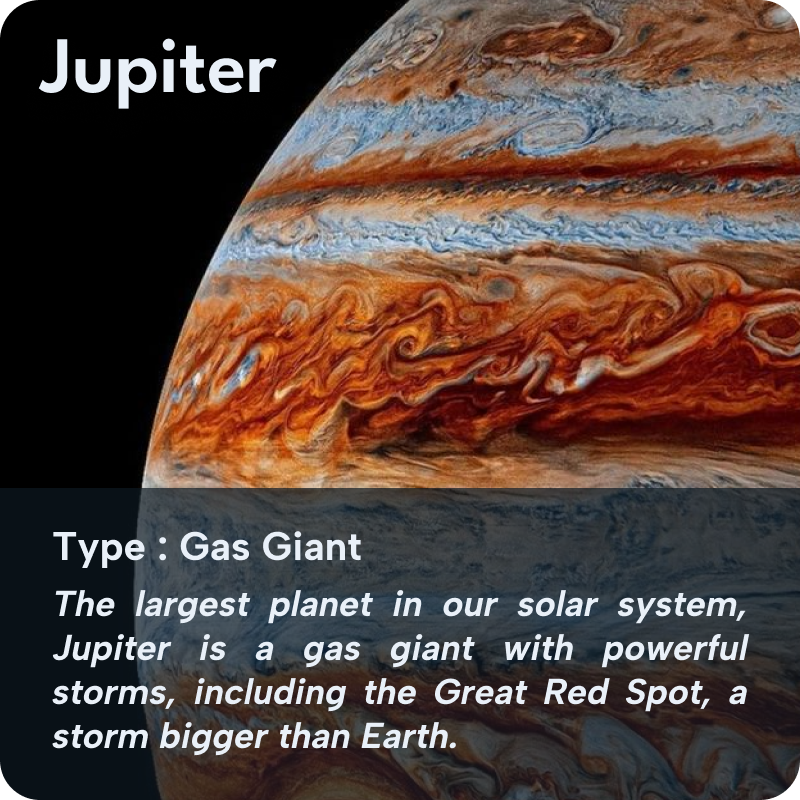 Jupiter
Type : Gas Giant
The largest planet in our solar system,
Jupiter is a gas giant with powerful
storms, including the Great Red Spot, a
storm bigger than Earth.